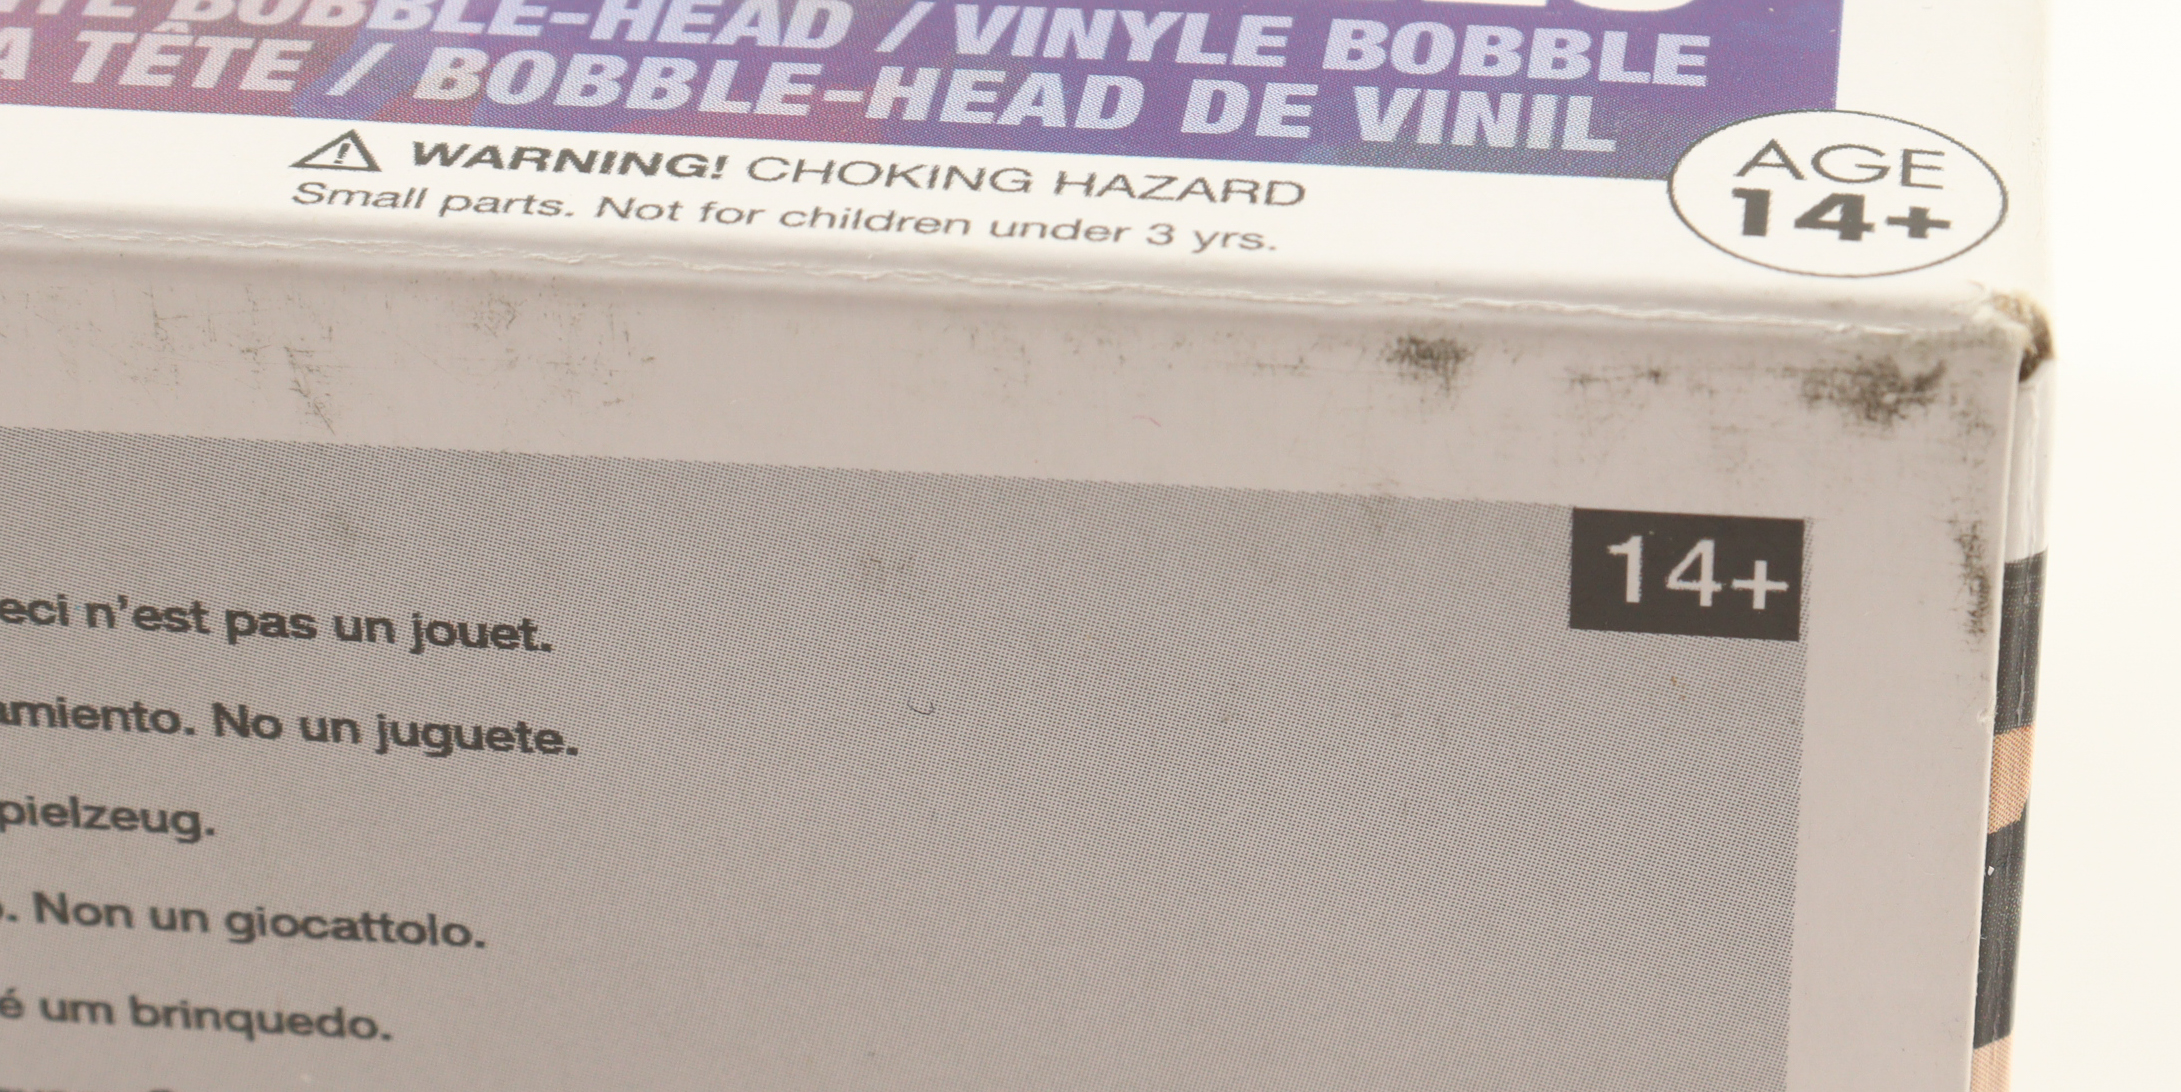 BOBBLE-HEAD / VINYLE BOBBLE
A TÊTE / BOBBLE-HEAD DE VINIL
WARNING! CHOKING HAZARD
Small parts. Not for children under 3 yrs.
AGE
14+
14+
eci n'est pas un jouet.
amiento. No un juguete.
pielzeug.
. Non un giocattolo.
é um brinquedo.